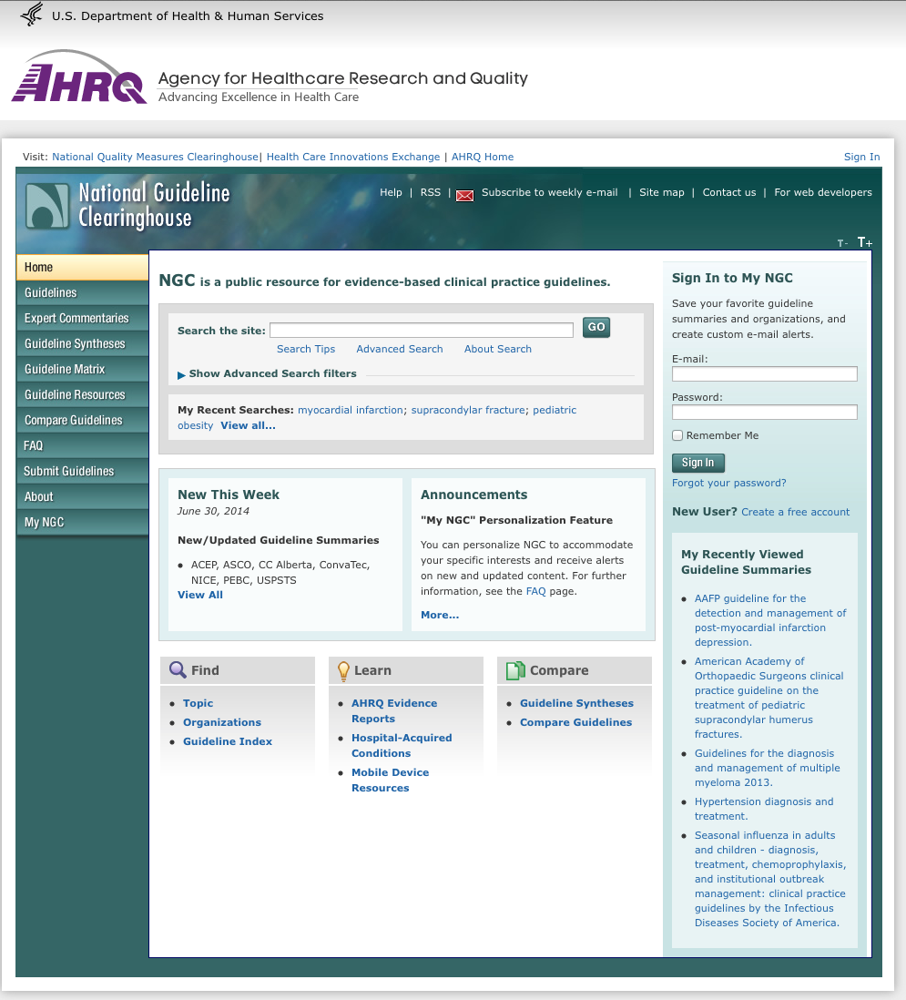 U.S. Department of Health & Human Services
AHRQ
Agency for Healthcare Research and Quality
Advancing Excellence in Health Care
Visit: National Quality Measures Clearinghouse| Health Care Innovations Exchange | AHRQ Home
Sign In
National Guideline
Clearinghouse
Help | RSS | Subscribe to weekly e-mail | Site map | Contact us | For web developers
T- T+
Home
Guidelines
Expert Commentaries
Guideline Syntheses
Guideline Matrix
Guideline Resources
Compare Guidelines
FAQ
Submit Guidelines
About
My NGC
NGC is a public resource for evidence-based clinical practice guidelines.
Search the site:
GO
Search Tips Advanced Search About Search
Show Advanced Search filters
My Recent Searches: myocardial infarction; supracondylar fracture; pediatric
obesity View all...
New This Week
June 30, 2014
New/Updated Guideline Summaries
• ACEP, ASCO, CC Alberta, ConvaTec,
NICE, PEBC, USPSTS
View All
Announcements
"My NGC" Personalization Feature
You can personalize NGC to accommodate
your specific interests and receive alerts
on new and updated content. For further
information, see the FAQ page.
More...
Find
• Topic
• Organizations
• Guideline Index
Learn
• AHRQ Evidence
Reports
• Hospital-Acquired
Conditions
• Mobile Device
Resources
Compare
• Guideline Syntheses
• Compare Guidelines
Sign In to My NGC
Save your favorite guideline
summaries and organizations, and
create custom e-mail alerts.
E-mail:
Password:
Remember Me
Sign In
Forgot your password?
New User? Create a free account
My Recently Viewed
Guideline Summaries
• AAFP guideline for the
detection and management of
post-myocardial infarction
depression.
• American Academy of
Orthopaedic Surgeons clinical
practice guideline on the
treatment of pediatric
supracondylar humerus
fractures.
• Guidelines for the diagnosis
and management of multiple
myeloma 2013.
• Hypertension diagnosis and
treatment.
• Seasonal influenza in adults
and children - diagnosis,
treatment, chemoprophylaxis,
and institutional outbreak
management: clinical practice
guidelines by the Infectious
Diseases Society of America.